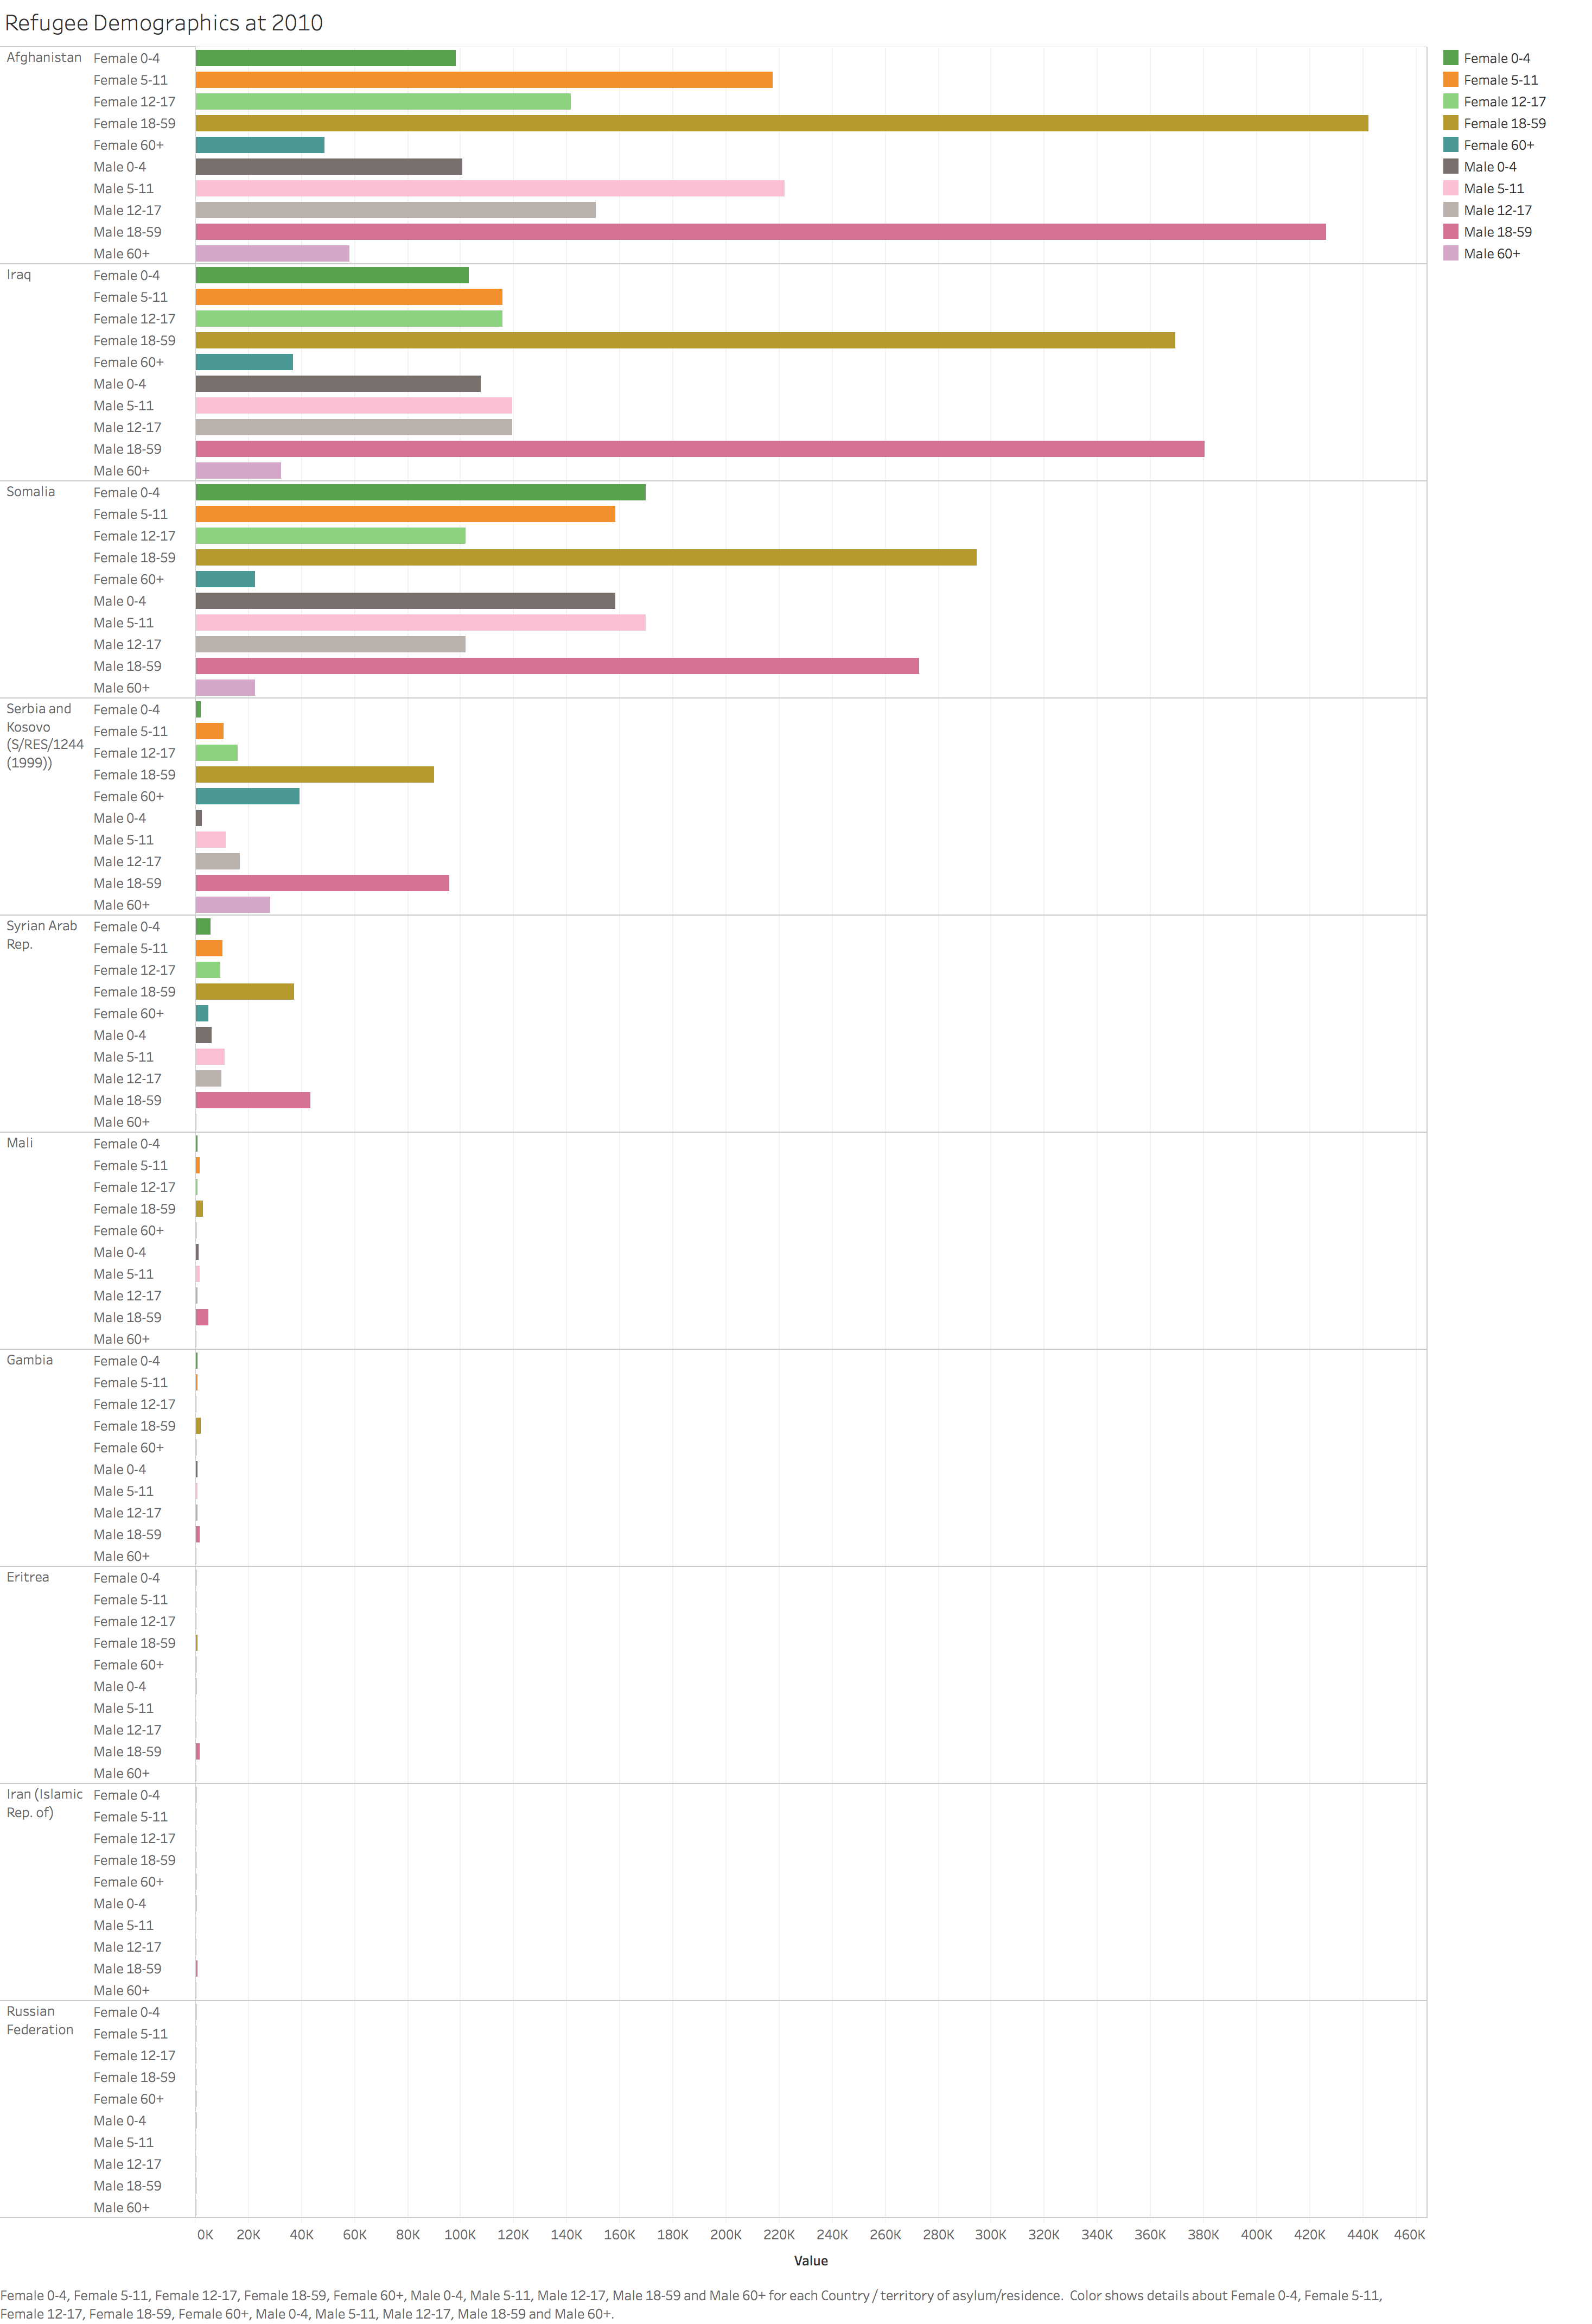 Refugee Demographics at 2010
Afghanistan
Female 0-4
Female 5-11
Female 12-17
Female 18-59
Female 60+
Male 0-4
Male 5-11
Male 12-17
Male 18-59
Male 60+
Iraq
Female 0-4
Female 5-11
Female 12-17
Female 18-59
Female 60+
Male 0-4
Male 5-11
Male 12-17
Male 18-59
Male 60+
Somalia
Female 0-4
Female 5-11
Female 12-17
Female 18-59
Female 60+
Male 0-4
Male 5-11
Male 12-17
Male 18-59
Male 60+
Serbia and
Kosovo
(S/RES/1244
(1999))
Female 0-4
Female 5-11
Female 12-17
Female 18-59
Female 60+
Male 0-4
Male 5-11
Male 12-17
Male 18-59
Male 60+
Syrian Arab
Rep.
Female 0-4
Female 5-11
Female 12-17
Female 18-59
Female 60+
Male 0-4
Male 5-11
Male 12-17
Male 18-59
Male 60+
Mali
Female 0-4
Female 5-11
Female 12-17
Female 18-59
Female 60+
Male 0-4
Male 5-11
Male 12-17
Male 18-59
Male 60+
Gambia
Female 0-4
Female 5-11
Female 12-17
Female 18-59
Female 60+
Male 0-4
Male 5-11
Male 12-17
Male 18-59
Male 60+
Eritrea
Female 0-4
Female 5-11
Female 12-17
Female 18-59
Female 60+
Male 0-4
Male 5-11
Male 12-17
Male 18-59
Male 60+
Iran (Islamic
Rep. of)
Female 0-4
Female 5-11
Female 12-17
Female 18-59
Female 60+
Male 0-4
Male 5-11
Male 12-17
Male 18-59
Male 60+
Russian
Federation
Female 0-4
Female 5-11
Female 12-17
Female 18-59
Female 60+
Male 0-4
Male 5-11
Male 12-17
Male 18-59
Male 60+
0K 20K 40K 60K 80K 100K 120K 140K 160K 180K 200K 220K 240K 260K 280K 300K 320K 340K 360K 380K 400K 420K 440K 460K
Value
Female 0-4
Female 5-11
Female 12-17
Female 18-59
Female 60+
Male 0-4
Male 5-11
Male 12-17
Male 18-59
Male 60+
Female 0-4, Female 5-11, Female 12-17, Female 18-59, Female 60+, Male 0-4, Male 5-11, Male 12-17, Male 18-59 and Male 60+ for each Country / territory of asylum/residence. Color shows details about Female 0-4, Female 5-11,
Female 12-17, Female 18-59, Female 60+, Male 0-4, Male 5-11, Male 12-17, Male 18-59 and Male 60+.